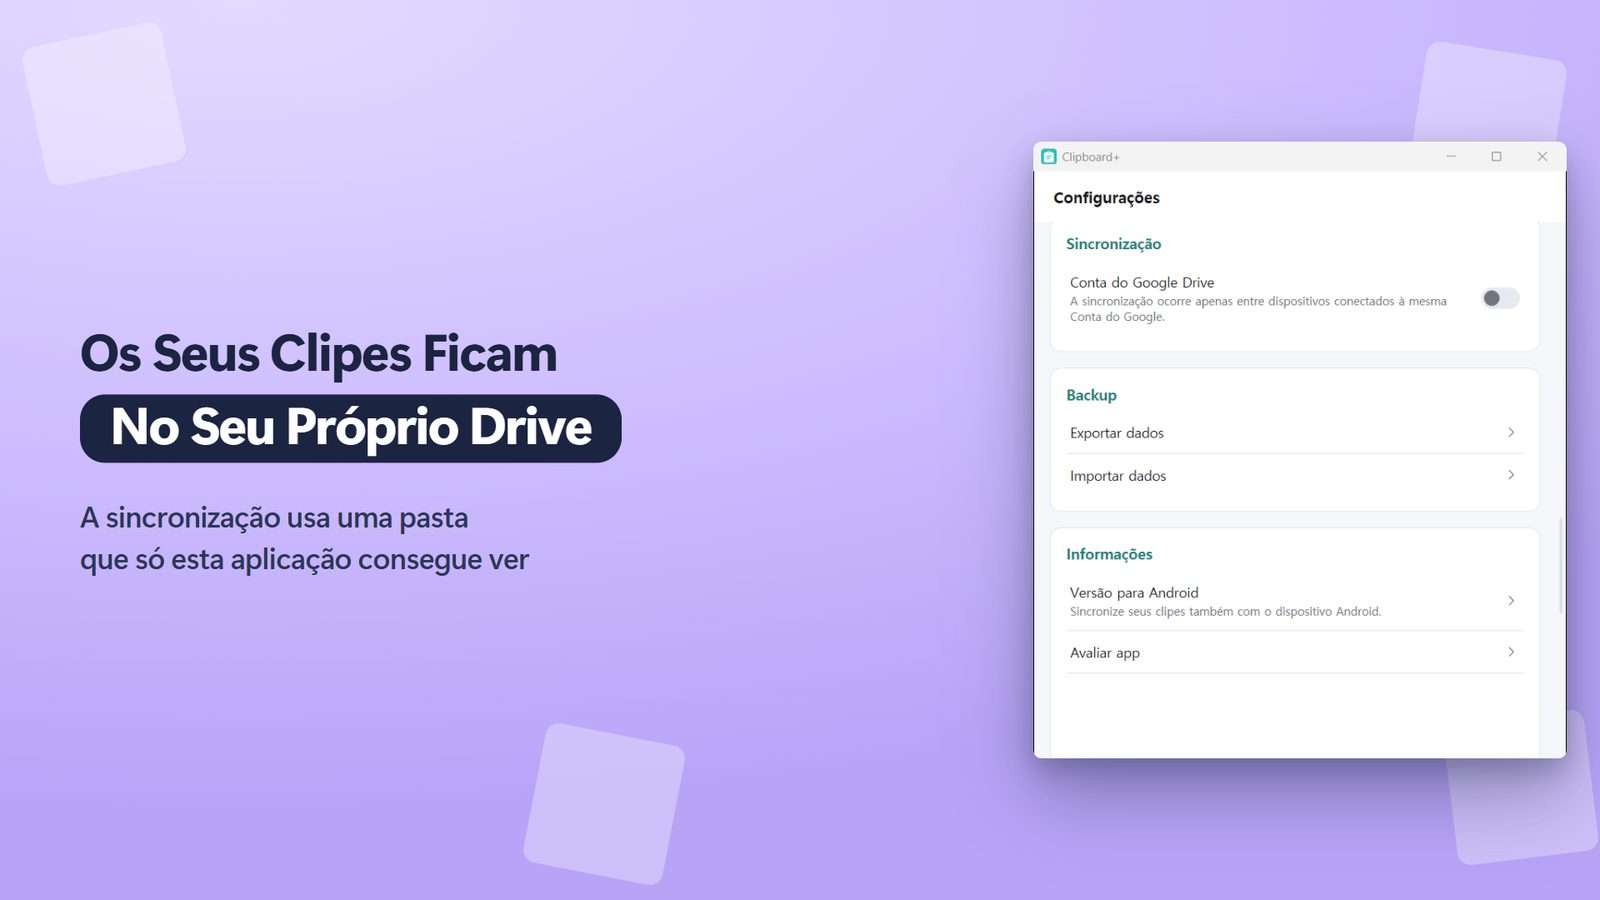 Os Seus Clipes Ficam
No Seu Próprio Drive
A sincronização usa uma pasta
que só esta aplicação consegue ver
Clipboard+
Configurações
Sincronização
Conta do Google Drive
A sincronização ocorre apenas entre dispositivos conectados à mesma
Conta do Google.
Backup
Exportar dados
Importar dados
Informações
Versão para Android
Sincronize seus clipes também com o dispositivo Android.
Avaliar app